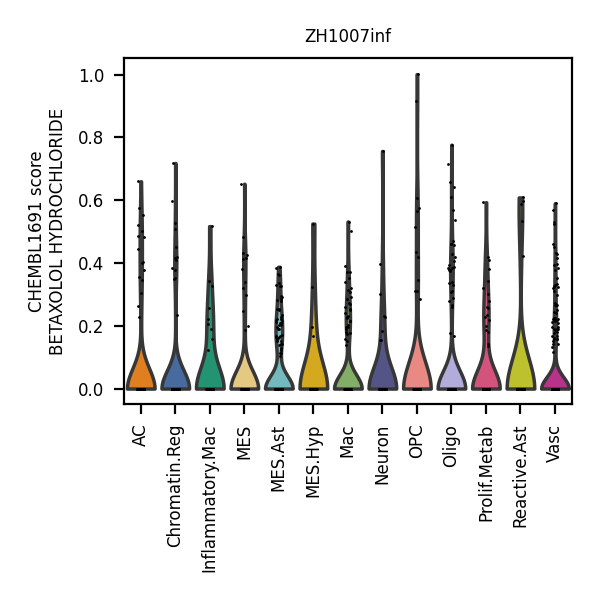 ZH1007inf
CHEMBL1691 score
BETAXOLOL HYDROCHLORIDE
1.0
0.8
0.6
0.4
0.2
0.0
AC
Chromatin.Reg
Inflammatory.Mac
MES
MES.Ast
MES.Hyp
Mac
Neuron
OPC
Oligo
Prolif.Metab
Reactive.Ast
Vasc